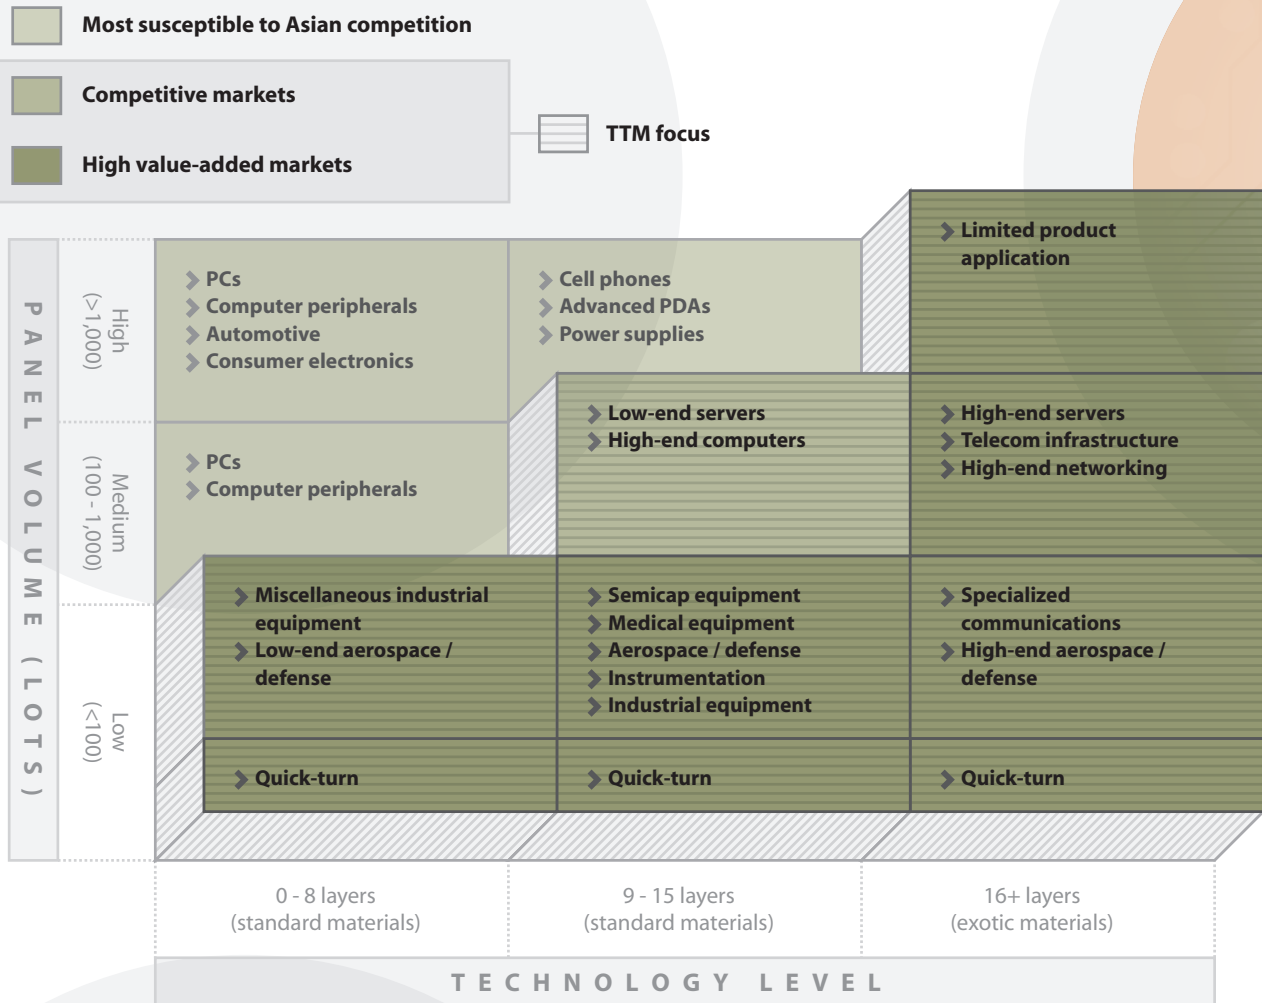 Most susceptible to Asian competition
Competitive markets
High value-added markets
TTM focus
PANEL VOLUME (LOTS)
High
(>1,000)
PCs
Computer peripherals
Automotive
Consumer electronics
Cell phones
Advanced PDAs
Power supplies
Limited product
application
Medium
(100 - 1,000)
PCs
Computer peripherals
Low-end servers
High-end computers
High-end servers
Telecom infrastructure
High-end networking
Low
(<100)
Miscellaneous industrial
equipment
Low-end aerospace /
defense
Semicap equipment
Medical equipment
Aerospace / defense
Instrumentation
Industrial equipment
Specialized
communications
High-end aerospace /
defense
Quick-turn
Quick-turn
Quick-turn
0 - 8 layers
(standard materials)
9 - 15 layers
(standard materials)
16+ layers
(exotic materials)
TECHNOLOGY LEVEL